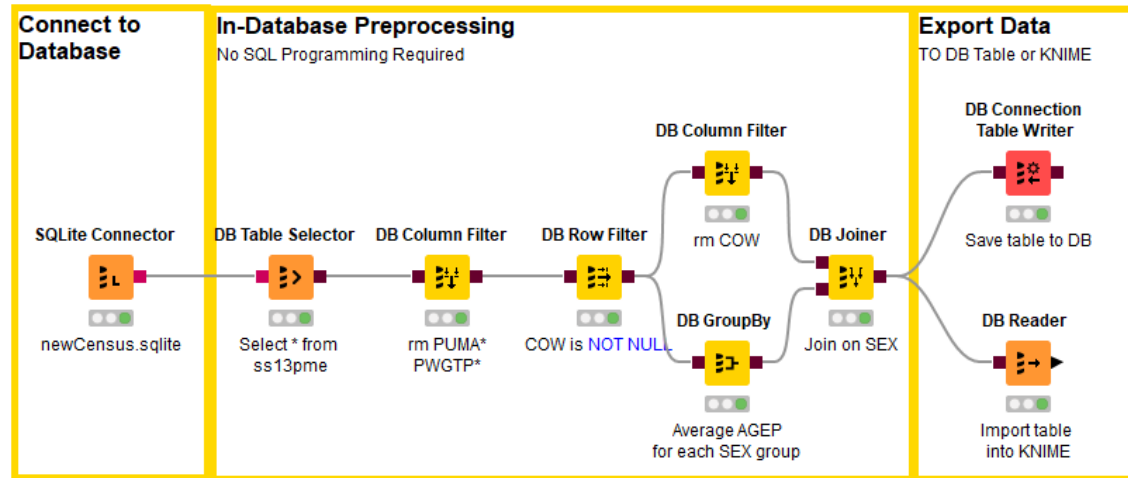 Connect to
Database
In-Database Preprocessing
No SQL Programming Required
Export Data
TO DB Table or KNIME
SQLite Connector
newCensus.sqlite
DB Table Selector
Select * from
ss13pme
DB Column Filter
rm PUMA*
PWGTP*
DB Row Filter
COW is NOT NULL
DB Column Filter
rm COW
DB GroupBy
Average AGEP
for each SEX group
DB Joiner
Join on SEX
DB Connection
Table Writer
Save table to DB
DB Reader
Import table
into KNIME